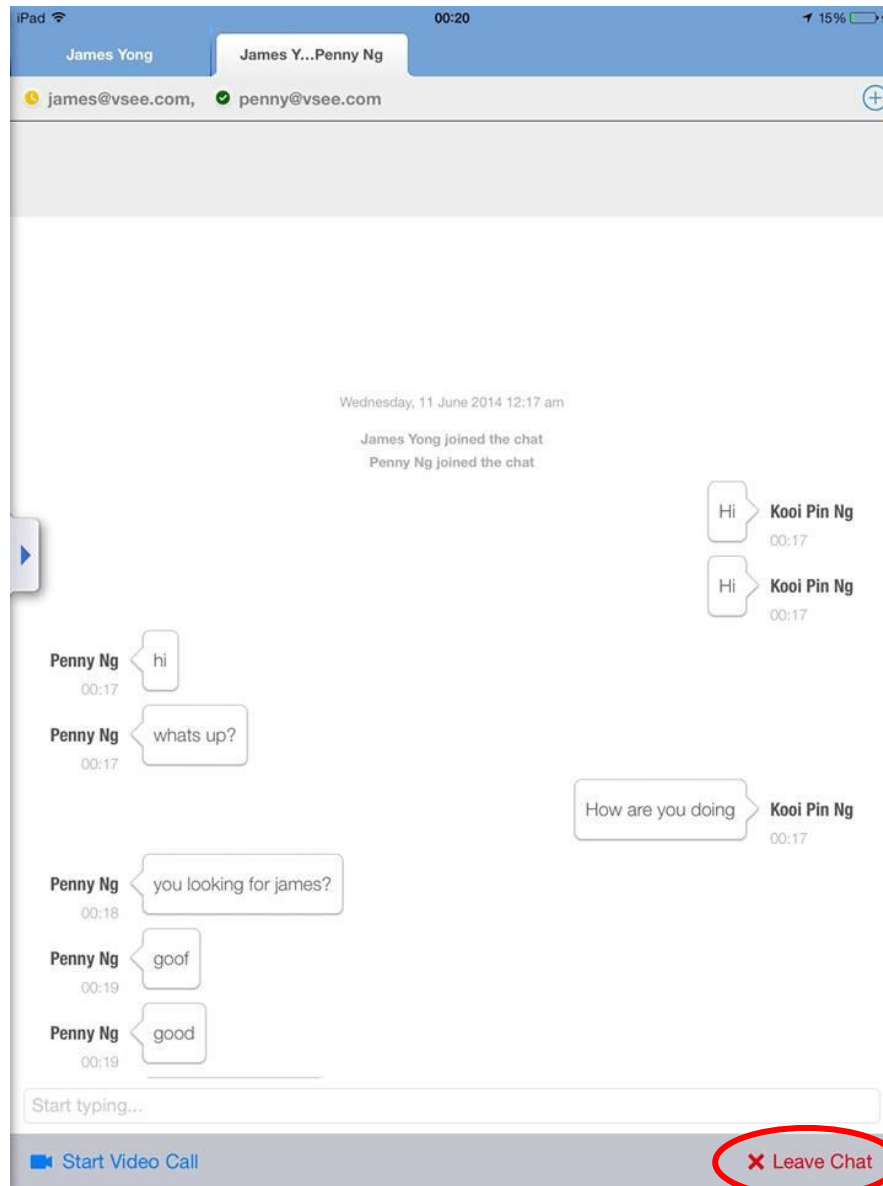 iPad 00:20 15%
James Yong James Y...Penny Ng
james@vsee.com, penny@vsee.com
Wednesday, 11 June 2014 12:17 am
James Yong joined the chat
Penny Ng joined the chat
Hi Kooi Pin Ng
00:17
Hi Kooi Pin Ng
00:17
Penny Ng hi
00:17
Penny Ng whats up?
00:17
How are you doing Kooi Pin Ng
00:17
Penny Ng you looking for james?
00:18
Penny Ng goof
00:19
Penny Ng good
00:19
Start typing...
Start Video Call Leave Chat